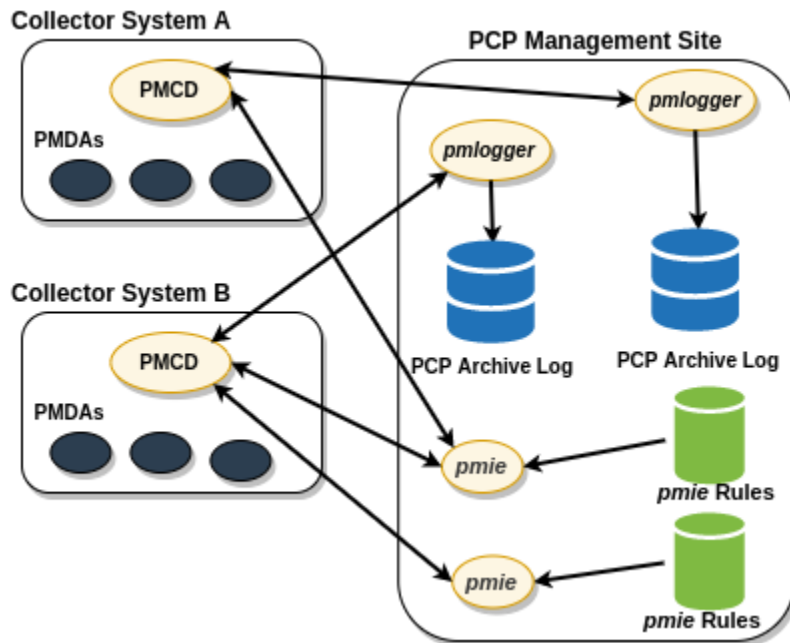 Collector System A
PMCD
PMDAs
Collector System B
PMCD
PMDAs
PCP Management Site
pmlogger
pmlogger
PCP Archive Log
PCP Archive Log
pmie
pmie Rules
pmie
pmie Rules